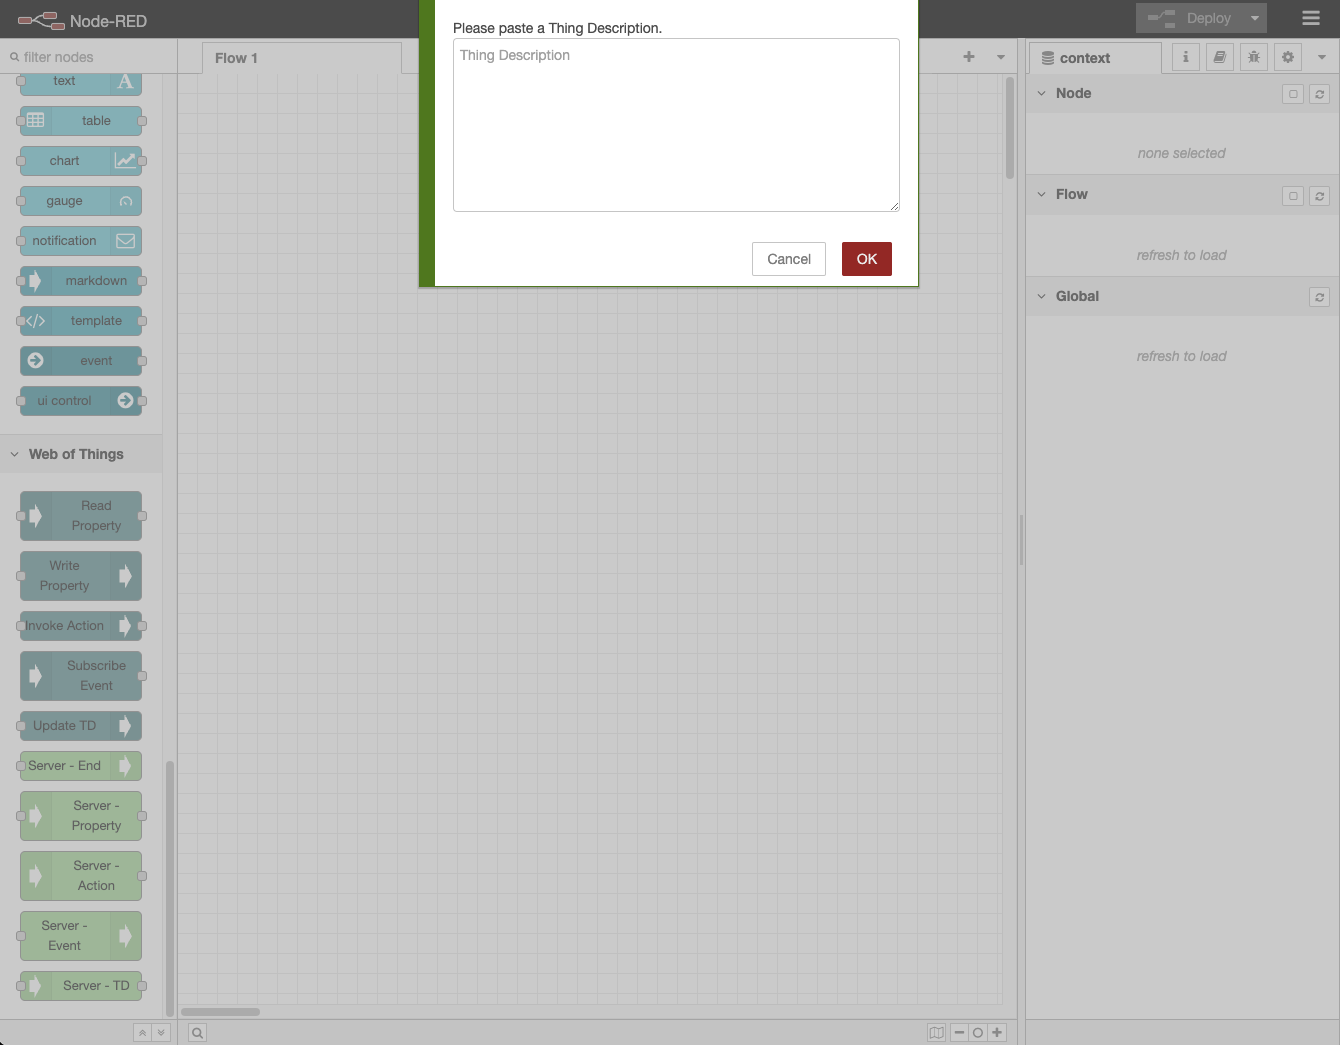 Node-RED
Deploy
Please paste a Thing Description.
Thing Description
Cancel
OK
filter nodes
text
table
chart
gauge
notification
markdown
template
event
ui control
Web of Things
Read
Property
Write
Property
Invoke Action
Subscribe
Event
Update TD
Server - End
Server -
Property
Server -
Action
Server -
Event
Server - TD
Flow 1
context
Node
none selected
Flow
refresh to load
Global
refresh to load